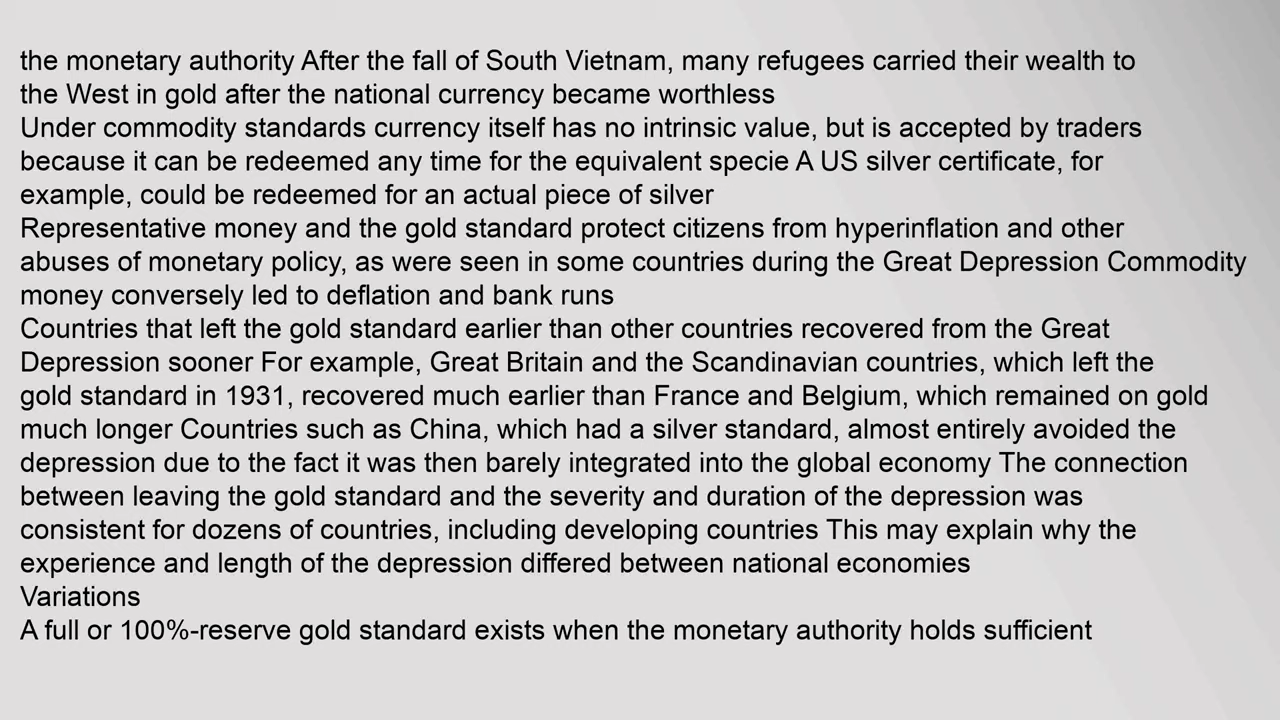 the monetary authority After the fall of South Vietnam, many refugees carried their wealth to
the West in gold after the national currency became worthless
Under commodity standards currency itself has no intrinsic value, but is accepted by traders
because it can be redeemed any time for the equivalent specie A US silver certificate, for
example, could be redeemed for an actual piece of silver
Representative money and the gold standard protect citizens from hyperinflation and other
abuses of monetary policy, as were seen in some countries during the Great Depression Commodity
money conversely led to deflation and bank runs
Countries that left the gold standard earlier than other countries recovered from the Great
Depression sooner For example, Great Britain and the Scandinavian countries, which left the
gold standard in 1931, recovered much earlier than France and Belgium, which remained on gold
much longer Countries such as China, which had a silver standard, almost entirely avoided the
depression due to the fact it was then barely integrated into the global economy The connection
between leaving the gold standard and the severity and duration of the depression was
consistent for dozens of countries, including developing countries This may explain why the
experience and length of the depression differed between national economies
Variations
A full or 100%-reserve gold standard exists when the monetary authority holds sufficient